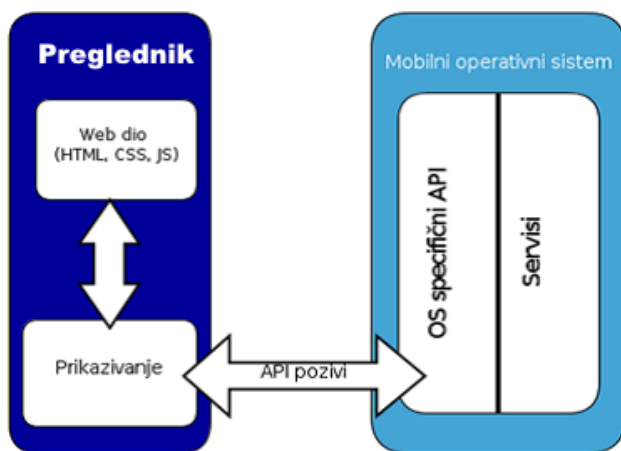 Preglednik
Web dio
(HTML, CSS, JS)
Prikazivanje
API pozivi
Mobilni operativni sistem
OS specifični API
Servisi